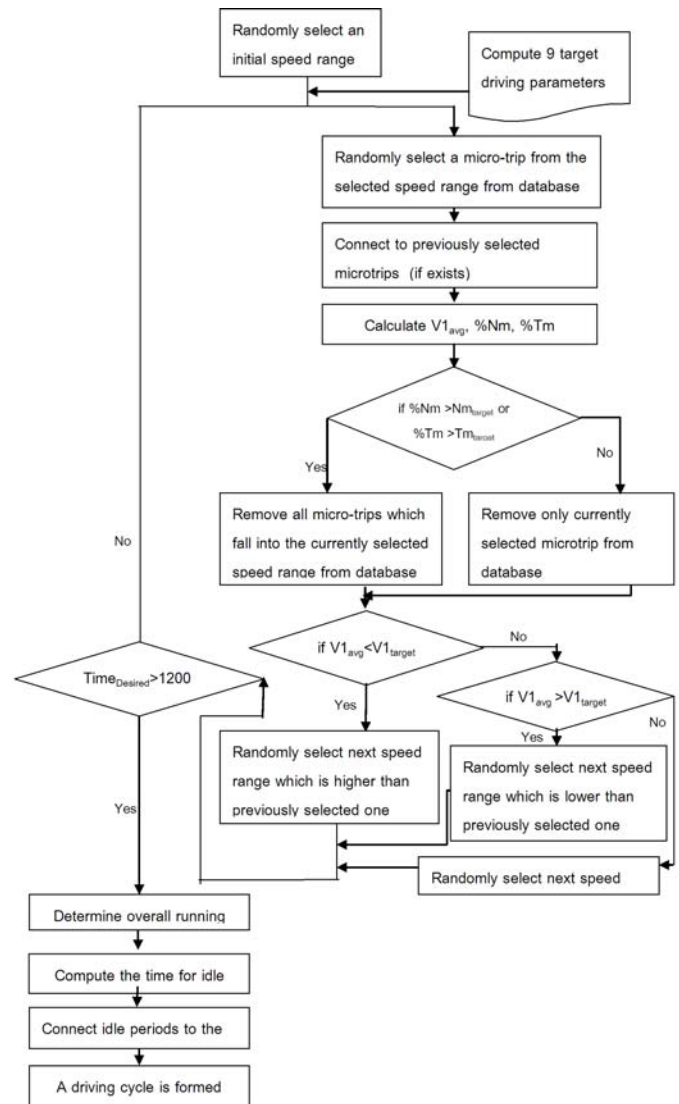 Randomly select an
initial speed range
Compute 9 target
driving parameters
Randomly select a micro-trip from the
selected speed range from database
Connect to previously selected
microtrips (if exists)
Calculate V1avg, %Nm, %Tm
if %Nm >Nmtarget or
%Tm >Tmtarget
Yes
No
Remove all micro-trips which
fall into the currently selected
speed range from database
Remove only currently
selected microtrip from
database
No
if V1avg<V1target
No
TimeDesired>1200
if V1avg >V1target
Yes
No
Yes
Randomly select next speed
range which is higher than
previously selected one
Randomly select next speed
range which is lower than
previously selected one
Yes
Randomly select next speed
Determine overall running
Compute the time for idle
Connect idle periods to the
A driving cycle is formed